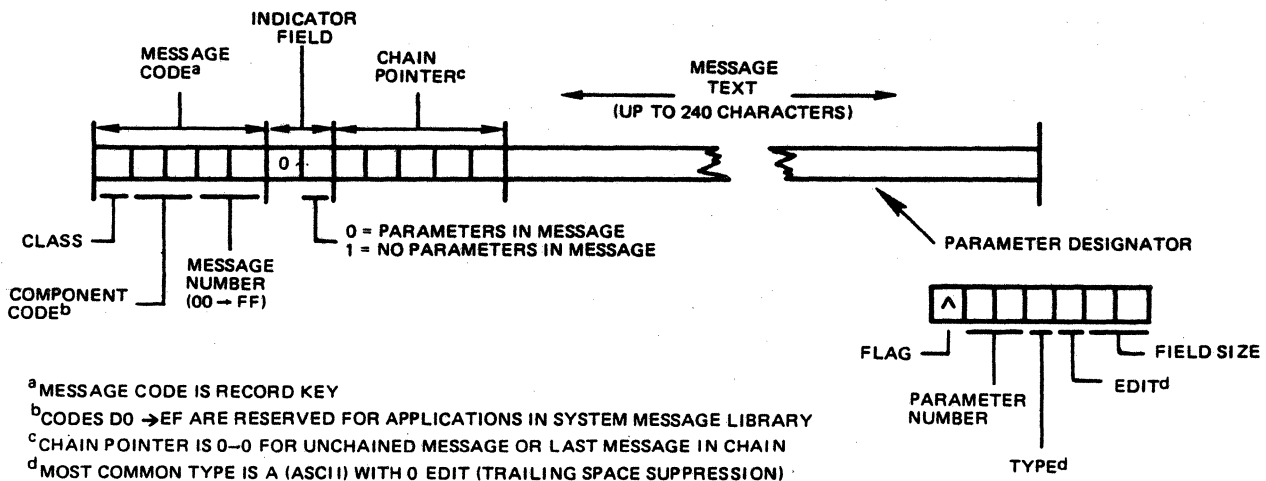 INDICATOR
FIELD
MESSAGE
CODEa
CHAIN
POINTERc
MESSAGE
TEXT
(UP TO 240 CHARACTERS)
0
CLASS
0 = PARAMETERS IN MESSAGE
1 = NO PARAMETERS IN MESSAGE
PARAMETER DESIGNATOR
MESSAGE
NUMBER
(00 → FF)
COMPONENT
CODEb
^
FLAG
FIELD SIZE
EDITd
PARAMETER
NUMBER
TYPEd
aMESSAGE CODE IS RECORD KEY
bCODES D0 →EF ARE RESERVED FOR APPLICATIONS IN SYSTEM MESSAGE LIBRARY
cCHAIN POINTER IS 0–0 FOR UNCHAINED MESSAGE OR LAST MESSAGE IN CHAIN
dMOST COMMON TYPE IS A (ASCII) WITH 0 EDIT (TRAILING SPACE SUPPRESSION)